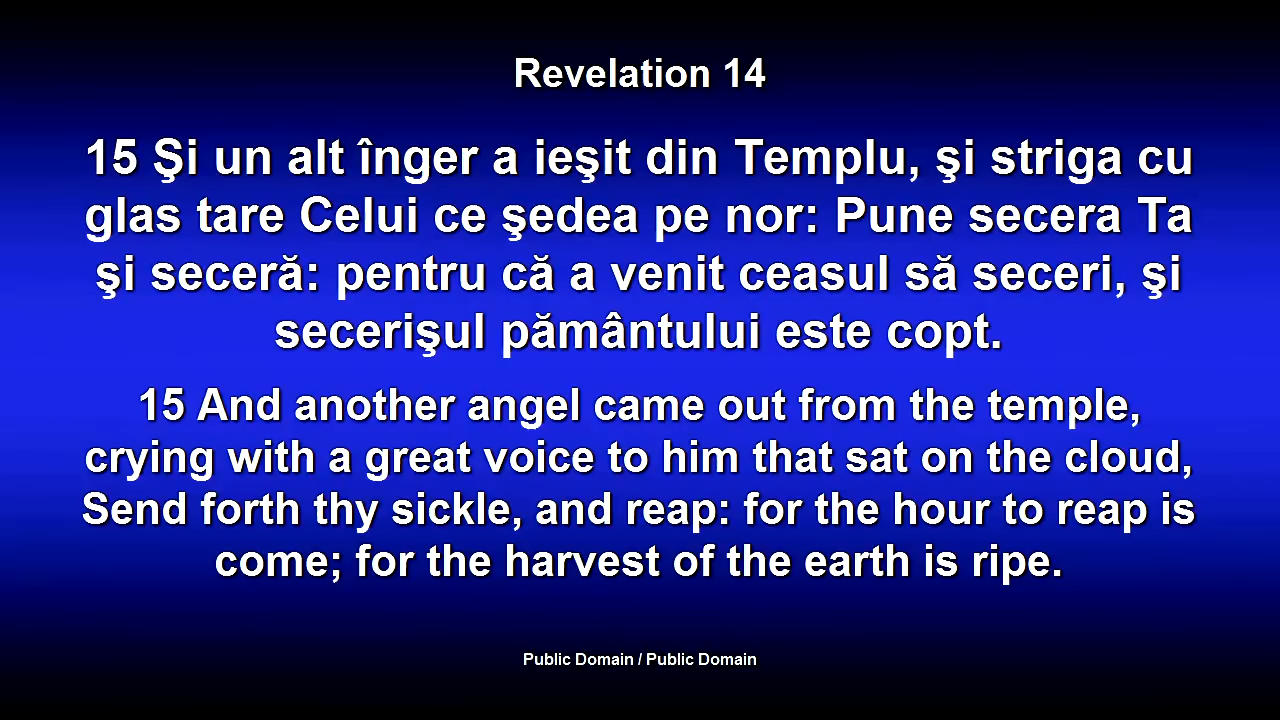 Revelation 14
15 Şi un alt înger a ieşit din Templu, şi striga cu
glas tare Celui ce şedea pe nor: Pune secera Ta
şi seceră: pentru că a venit ceasul să seceri, şi
secerişul pământului este copt.
15 And another angel came out from the temple,
crying with a great voice to him that sat on the cloud,
Send forth thy sickle, and reap: for the hour to reap is
come; for the harvest of the earth is ripe.
Public Domain / Public Domain